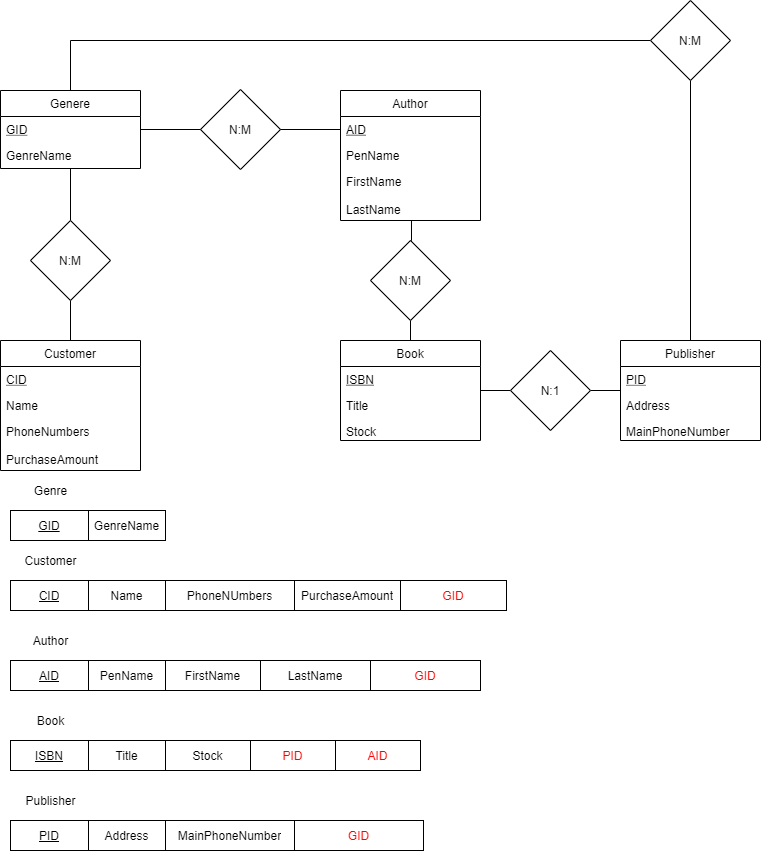 N:M
Genere
GID
GenreName
N:M
Author
AID
PenName
FirstName
LastName
N:M
N:M
Customer
CID
Name
PhoneNumbers
PurchaseAmount
Book
ISBN
Title
Stock
N:1
Publisher
PID
Address
MainPhoneNumber
Genre
GID GenreName
Customer
CID Name PhoneNUmbers PurchaseAmount GID
Author
AID PenName FirstName LastName GID
Book
ISBN Title Stock PID AID
Publisher
PID Address MainPhoneNumber GID